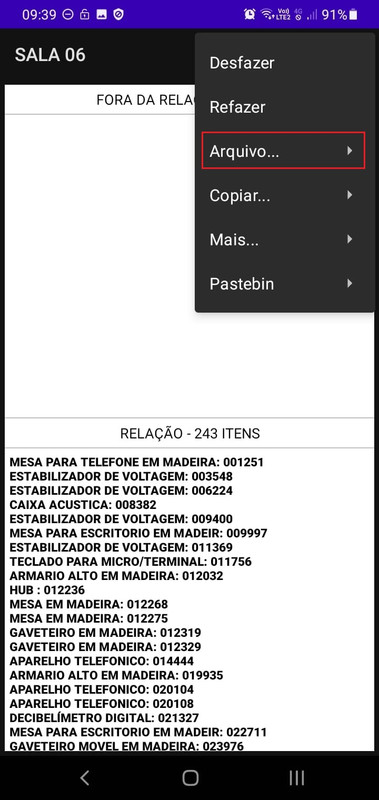 09:39
Vo)
LTE2
4G
91%
SALA 06
Desfazer
Refazer
Arquivo...
Copiar...
Mais...
Pastebin
FORA DA RELAÇ
RELAÇÃO - 243 ITENS
MESA PARA TELEFONE EM MADEIRA: 001251
ESTABILIZADOR DE VOLTAGEM: 003548
ESTABILIZADOR DE VOLTAGEM: 006224
CAIXA ACUSTICA: 008382
ESTABILIZADOR DE VOLTAGEM: 009400
MESA PARA ESCRITORIO EM MADEIR: 009997
ESTABILIZADOR DE VOLTAGEM: 011369
TECLADO PARA MICRO/TERMINAL: 011756
ARMARIO ALTO EM MADEIRA: 012032
HUB : 012236
MESA EM MADEIRA: 012268
MESA EM MADEIRA: 012275
GAVETEIRO EM MADEIRA: 012319
GAVETEIRO EM MADEIRA: 012329
APARELHO TELEFONICO: 014444
ARMARIO ALTO EM MADEIRA: 019935
APARELHO TELEFONICO: 020104
APARELHO TELEFONICO: 020108
DECIBELÍMETRO DIGITAL: 021327
MESA PARA ESCRITORIO EM MADEIR: 022711
GAVETEIRO MOVEL EM MADEIRA: 023976